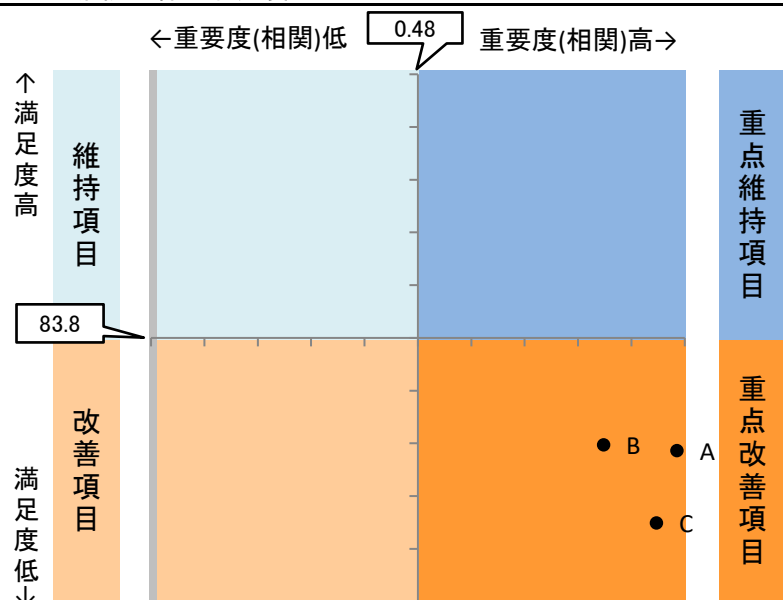 ←重要度(相関)低
0.48
重要度(相関)高→
↑満足度高
維持項目
重点維持項目
83.8
改善項目
重点改善項目
B
A
C
満足度低↓